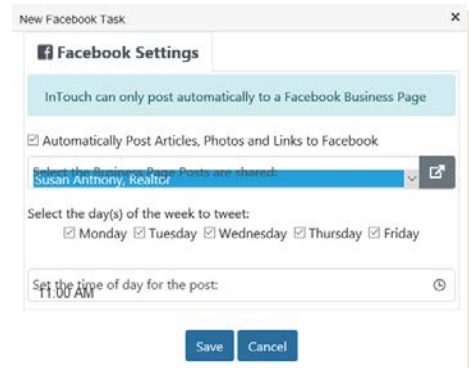 New Facebook Task
Facebook Settings
InTouch can only post automatically to a Facebook Business Page
Automatically Post Articles, Photos and Links to Facebook
Select the Business Page Posts are shared:
Susan Anthony, Realtor
Select the day(s) of the week to tweet:
Monday Tuesday Wednesday Thursday Friday
Set the time of day for the post:
11:00 AM
Save Cancel